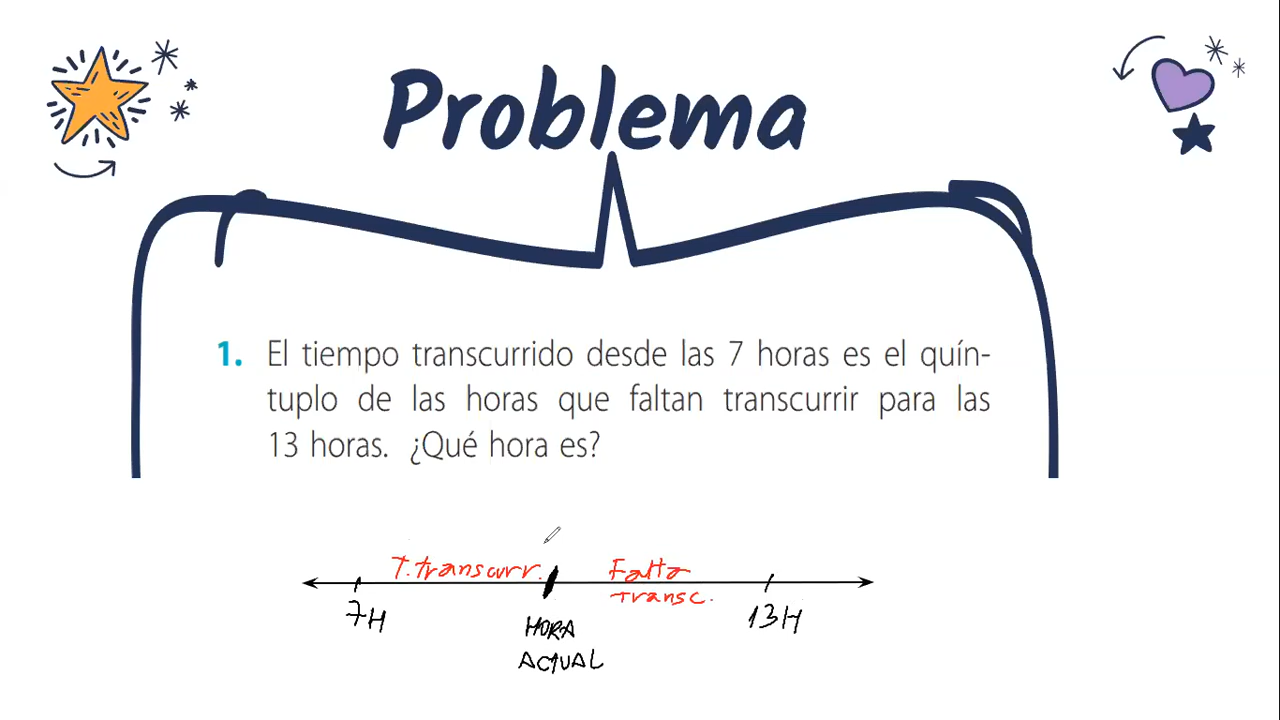 Problema
1. El tiempo transcurrido desde las 7 horas es el quín-
tuplo de las horas que faltan transcurrir para las
13 horas. ¿Qué hora es?
T. transcurr. Falta
transc.
7H HORA 13H
ACTUAL